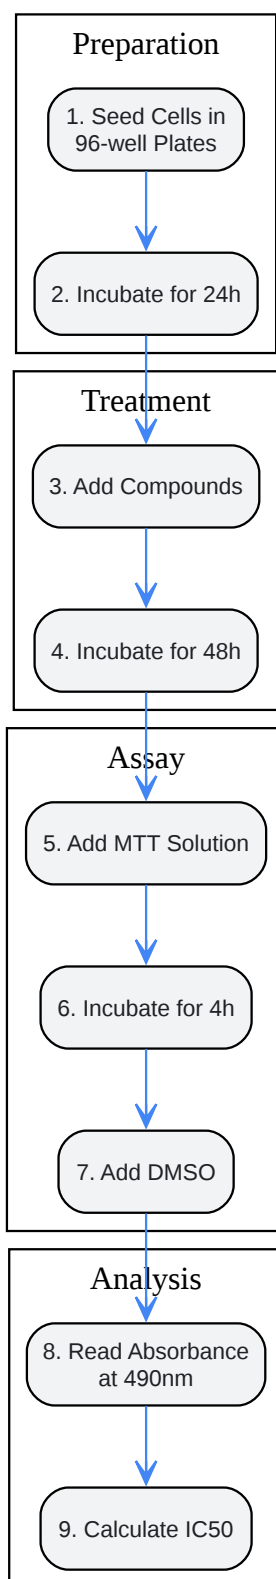 Preparation
1. Seed Cells in
96-well Plates
2. Incubate for 24h
Treatment
3. Add Compounds
4. Incubate for 48h
Assay
5. Add MTT Solution
6. Incubate for 4h
7. Add DMSO
Analysis
8. Read Absorbance
at 490nm
9. Calculate IC50